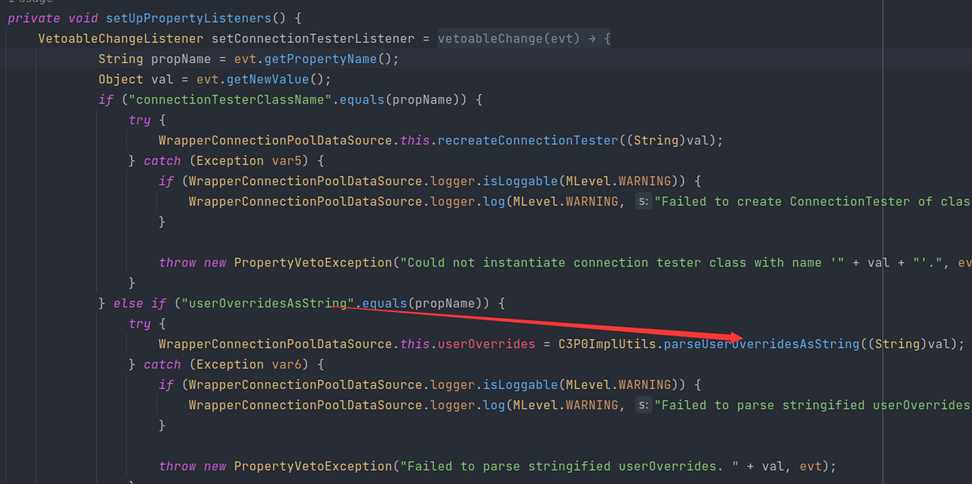 1 usage
private void setUpPropertyListeners() {
VetoableChangeListener setConnectionTesterListener = vetoableChange(evt) → {
String propName = evt.getPropertyName();
Object val = evt.getNewValue();
if ("connectionTesterClassName".equals(propName)) {
try {
WrapperConnectionPoolDataSource.this.recreateConnectionTester((String)val);
} catch (Exception var5) {
if (WrapperConnectionPoolDataSource.logger.isLoggable(MLevel.WARNING)) {
WrapperConnectionPoolDataSource.logger.log(MLevel.WARNING, s: "Failed to create ConnectionTester of clas
}
throw new PropertyVetoException("Could not instantiate connection tester class with name '" + val + "'.", ev
}
} else if ("userOverridesAsString".equals(propName)) {
try {
WrapperConnectionPoolDataSource.this.userOverrides = C3P0ImplUtils.parseUserOverridesAsString((String)val);
} catch (Exception var6) {
if (WrapperConnectionPoolDataSource.logger.isLoggable(MLevel.WARNING)) {
WrapperConnectionPoolDataSource.logger.log(MLevel.WARNING, s: "Failed to parse stringified userOverrides
}
throw new PropertyVetoException("Failed to parse stringified userOverrides. " + val, evt);
}